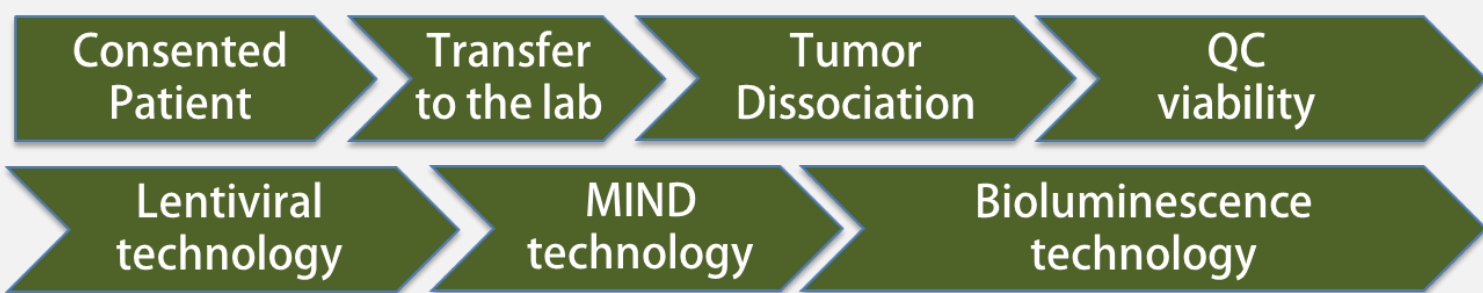 Consented
Patient
Transfer
to the lab
Tumor
Dissociation
QC
viability
Lentiviral
technology
MIND
technology
Bioluminescence
technology